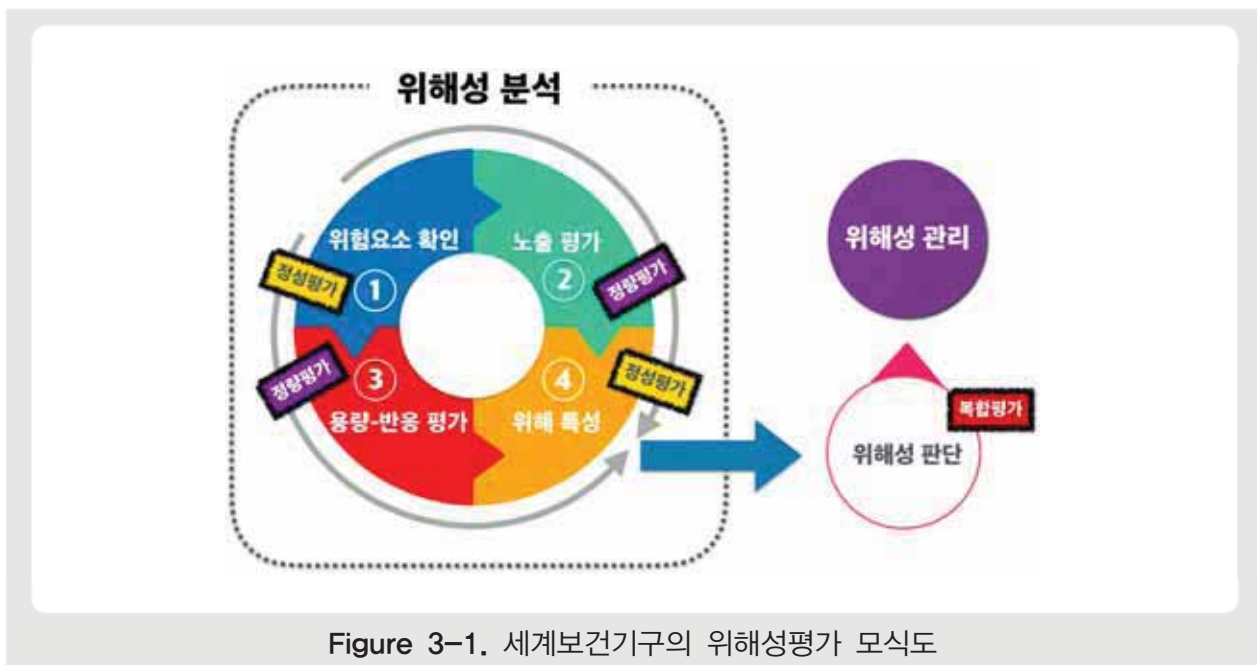 위해성 분석
위험요소 확인
정성평가
1
노출 평가
2
정량평가
정량평가
3
용량-반응 평가
4
위해 특성
정성평가
위해성 관리
복합평가
위해성 판단
Figure 3-1. 세계보건기구의 위해성평가 모식도